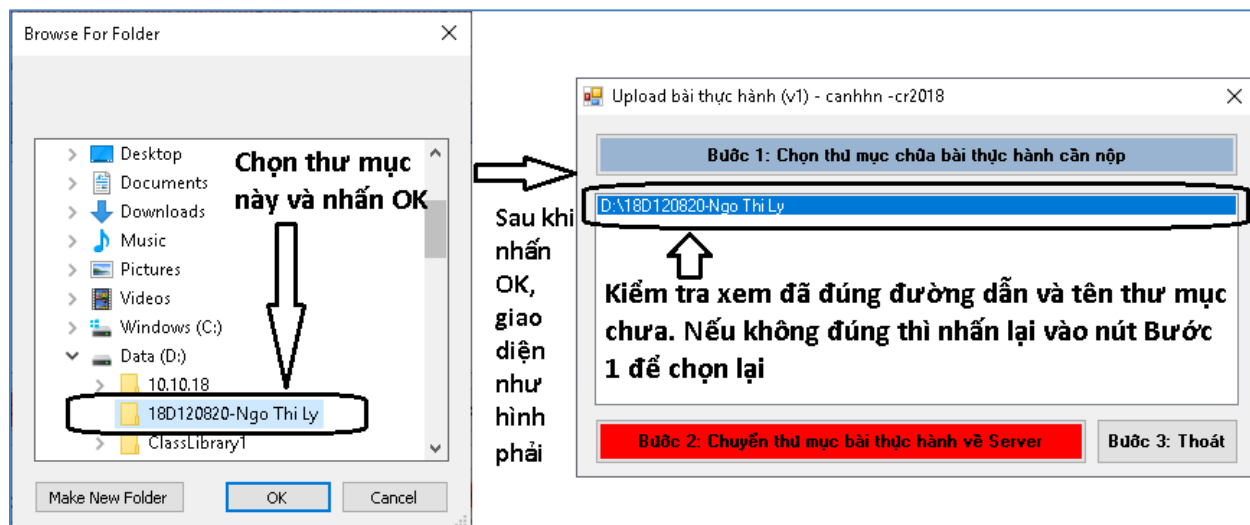 Browse For Folder
Desktop
Documents
Downloads
Music
Pictures
Videos
Windows (C:)
Data (D:)
10.10.18
18D120820-Ngo Thi Ly
ClassLibrary1
Make New Folder
OK
Cancel
Chọn thư mục
này và nhấn OK
Sau khi
nhấn
OK,
giao
diện
như
hình
phải
Upload bài thực hành (v1) - canhhn -cr2018
Bước 1: Chọn thư mục chứa bài thực hành cần nộp
D:\18D120820-Ngo Thi Ly
Kiểm tra xem đã đúng đường dẫn và tên thư mục
chưa. Nếu không đúng thì nhấn lại vào nút Bước
1 để chọn lại
Bước 2: Chuyển thư mục bài thực hành về Server
Bước 3: Thoát